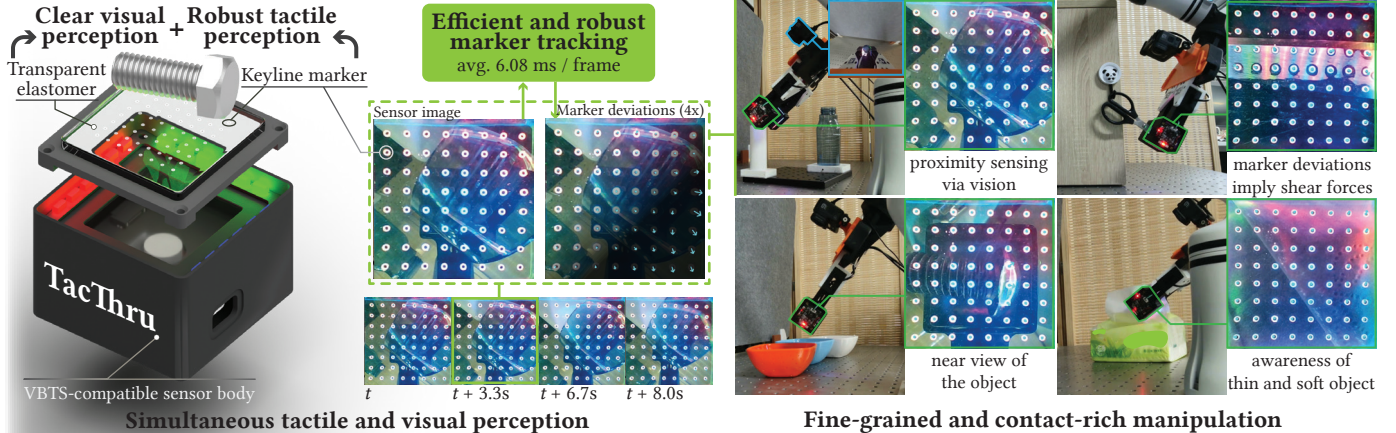 Clear visual perception + Robust tactile perception
Transparent elastomer
Keyline marker
TacThru
VBTS-compatible sensor body
Efficient and robust marker tracking
avg. 6.08 ms / frame
Sensor image
Marker deviations (4x)
t
t + 3.3s
t + 6.7s
t + 8.0s
Simultaneous tactile and visual perception
proximity sensing
via vision
marker deviations
imply shear forces
near view of
the object
awareness of
thin and soft object
Fine-grained and contact-rich manipulation